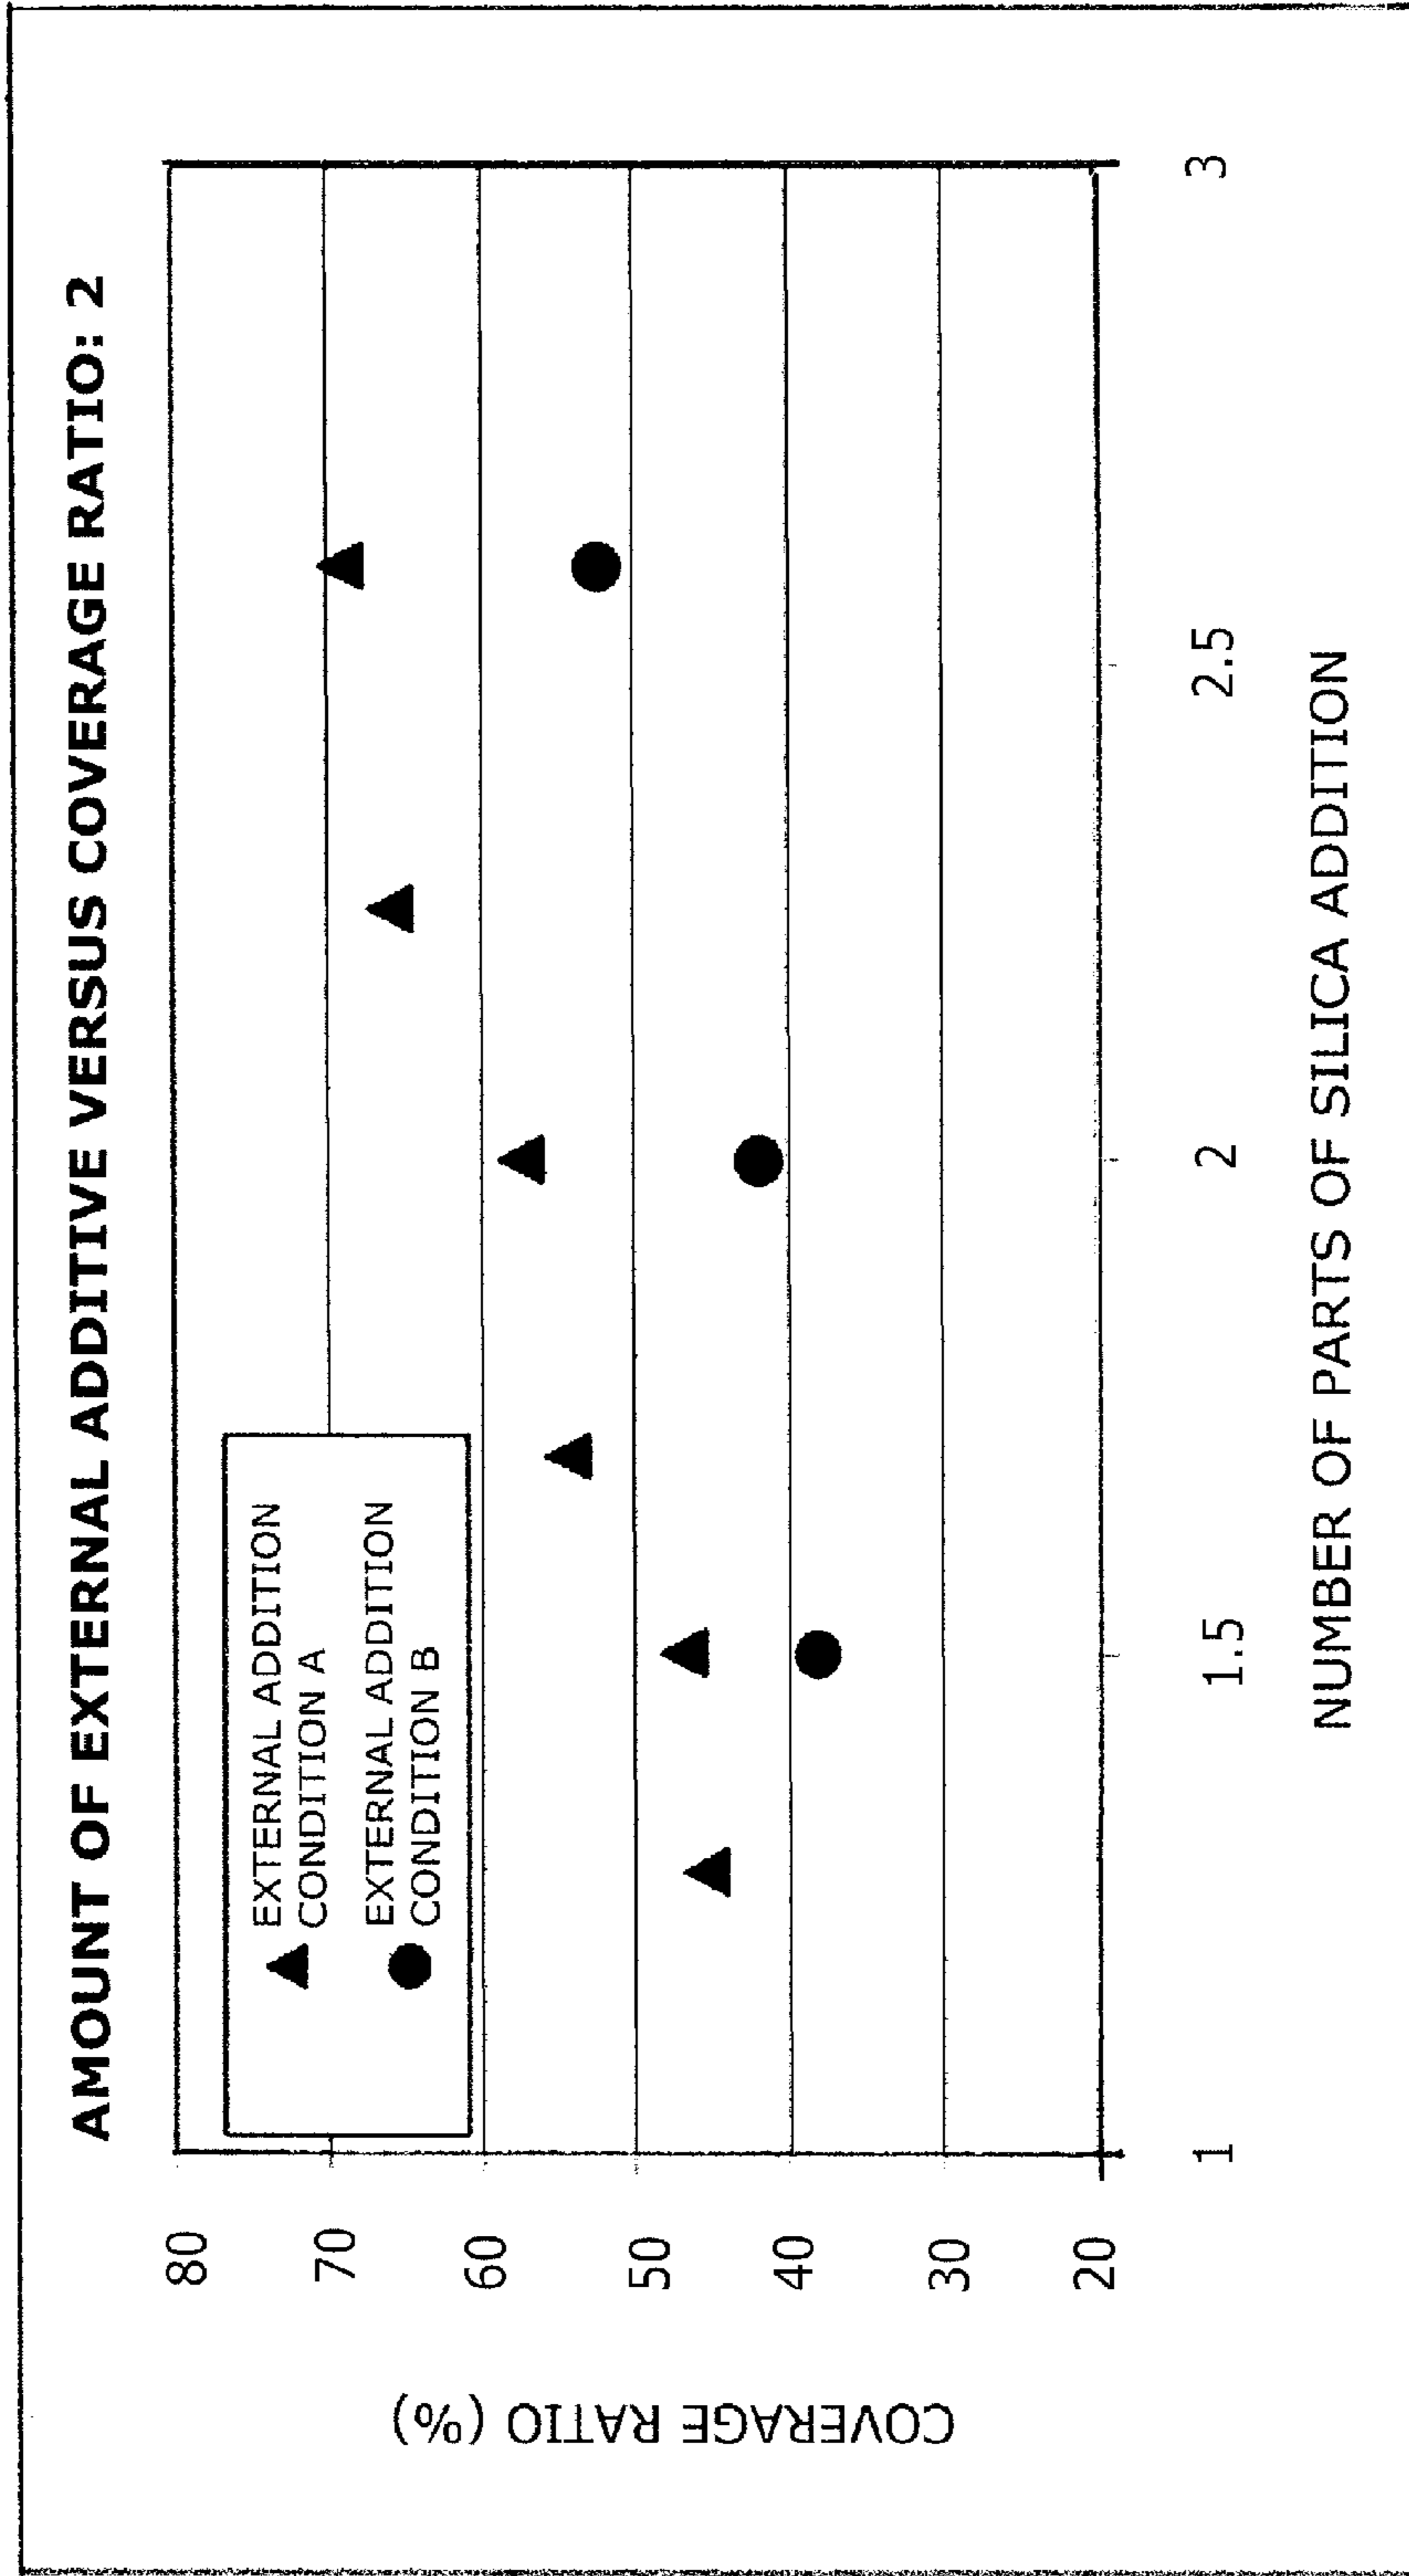 AMOUNT OF EXTERNAL ADDITIVE VERSUS COVERAGE RATIO: 2
COVERAGE RATIO (%)
80
70
60
50
40
30
20
EXTERNAL ADDITION
CONDITION A
EXTERNAL ADDITION
CONDITION B
1
1.5
2
2.5
3
NUMBER OF PARTS OF SILICA ADDITION